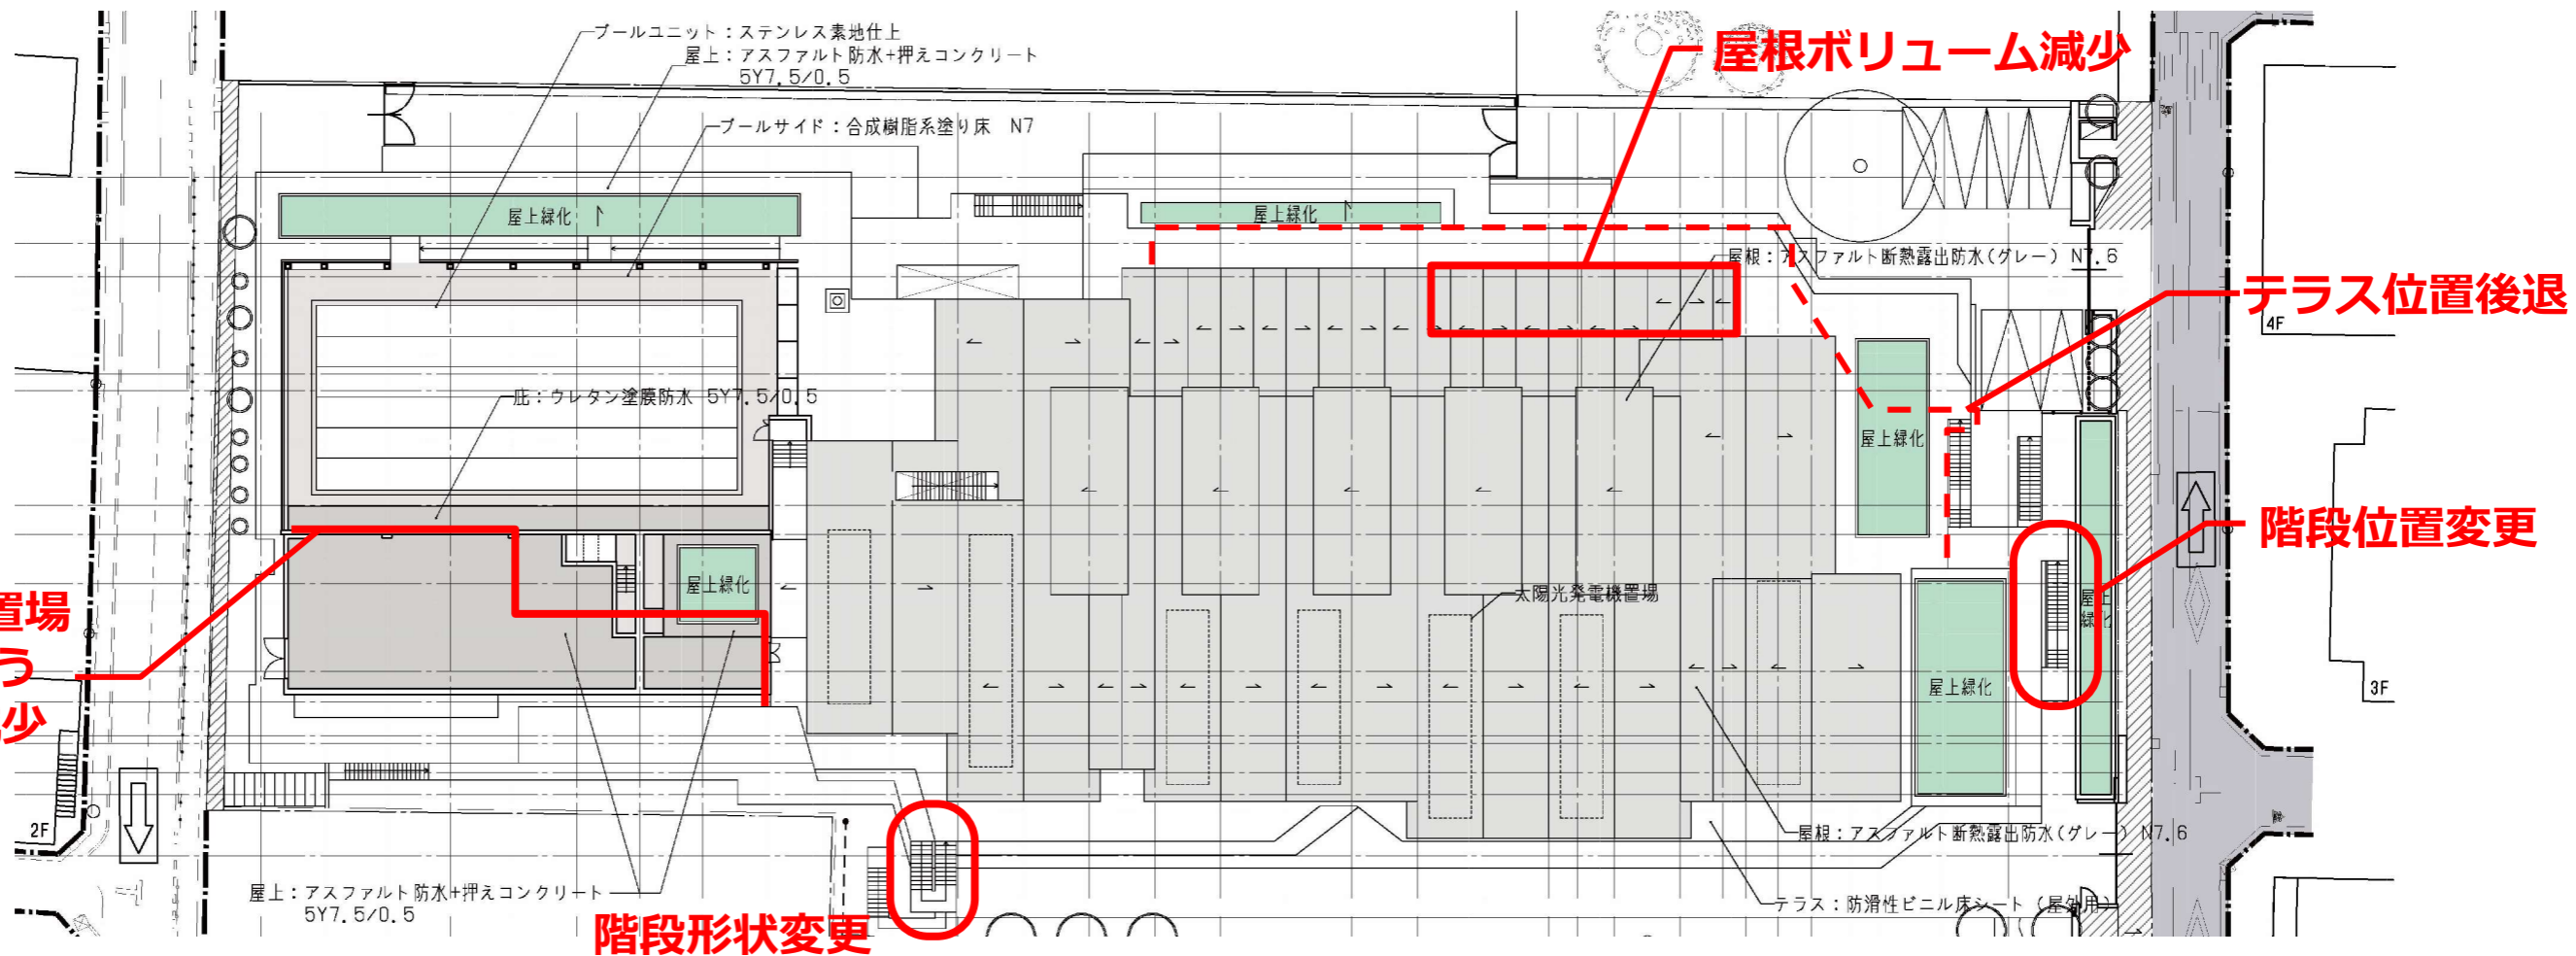 プールユニット：ステンレス素地仕上
屋上：アスファルト防水+押えコンクリート
5Y7.5/0.5
屋根ボリューム減少
プールサイド：合成樹脂系塗り床 N7
屋上緑化
屋上緑化
屋根：アスファルト断熱露出防水(グレー) N7.6
テラス位置後退
4F
庇：ウレタン塗膜防水 5Y7.5/0.5
屋上緑化
階段位置変更
屋上緑化
太陽光発電機置場
屋上
緑化
置場
う
少
屋上緑化
3F
2F
屋根：アスファルト断熱露出防水(グレー) N7.6
屋上：アスファルト防水+押えコンクリート
5Y7.5/0.5
テラス：防滑性ビニル床シート（屋外用）
階段形状変更